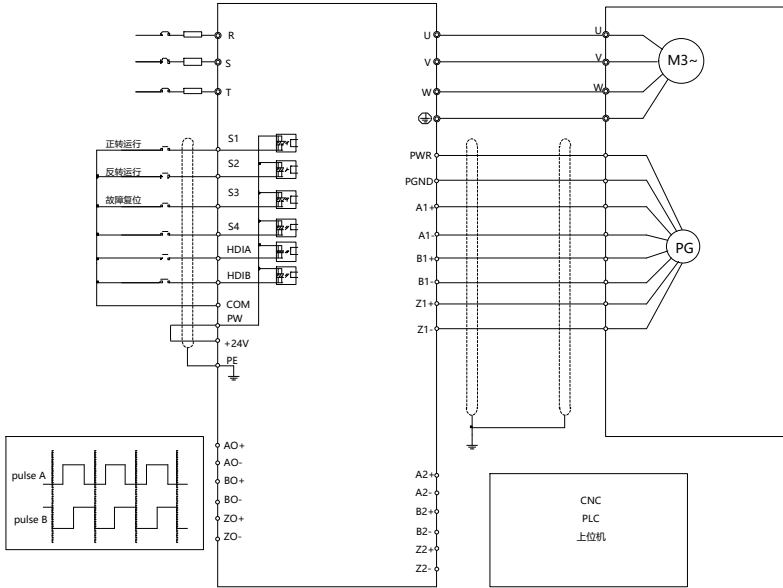 R
S
T
正转运行
S1
反转运行
S2
故障复位
S3
S4
HDIA
HDIB
COM
PW
+24V
PE
AO+
AO-
BO+
BO-
ZO+
ZO-
pulse A
pulse B
U
V
W
PWR
PGND
A1+
A1-
B1+
B1-
Z1+
Z1-
A2+
A2-
B2+
B2-
Z2+
Z2-
U
V
W
M3~
PG
CNC
PLC
上位机